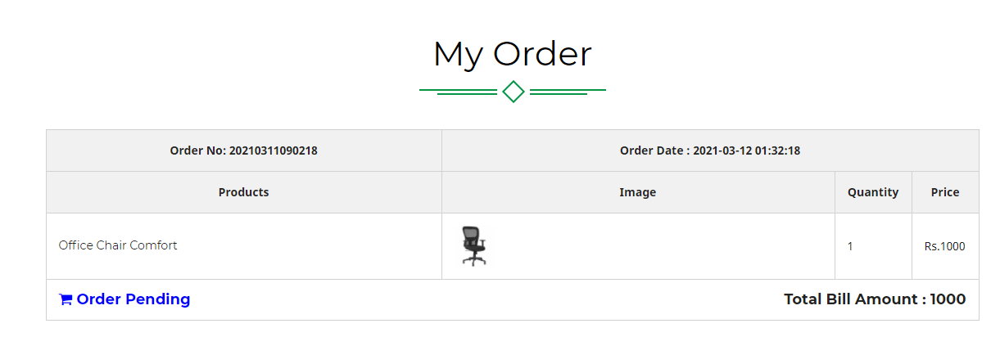 My Order
Order No: 20210311090218 Order Date : 2021-03-12 01:32:18
Products Image Quantity Price
Office Chair Comfort 1 Rs.1000
Order Pending Total Bill Amount : 1000